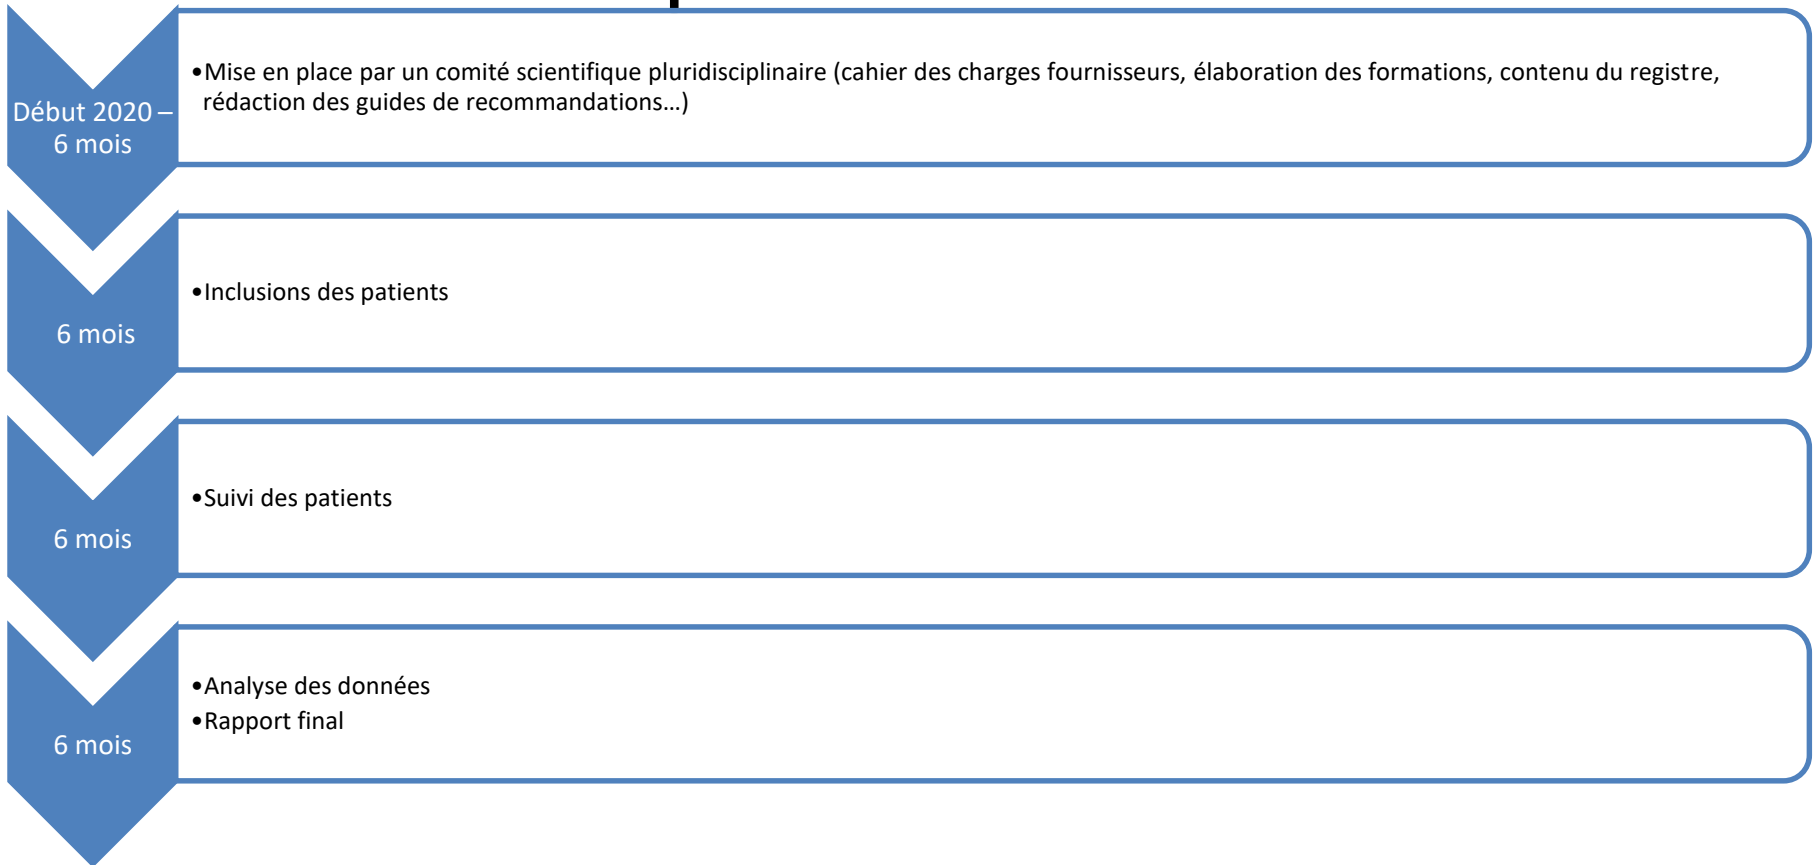 Début 2020 –
6 mois
•Mise en place par un comité scientifique pluridisciplinaire (cahier des charges fournisseurs, élaboration des formations, contenu du registre,
rédaction des guides de recommandations…)
6 mois
•Inclusions des patients
6 mois
•Suivi des patients
6 mois
•Analyse des données
•Rapport final